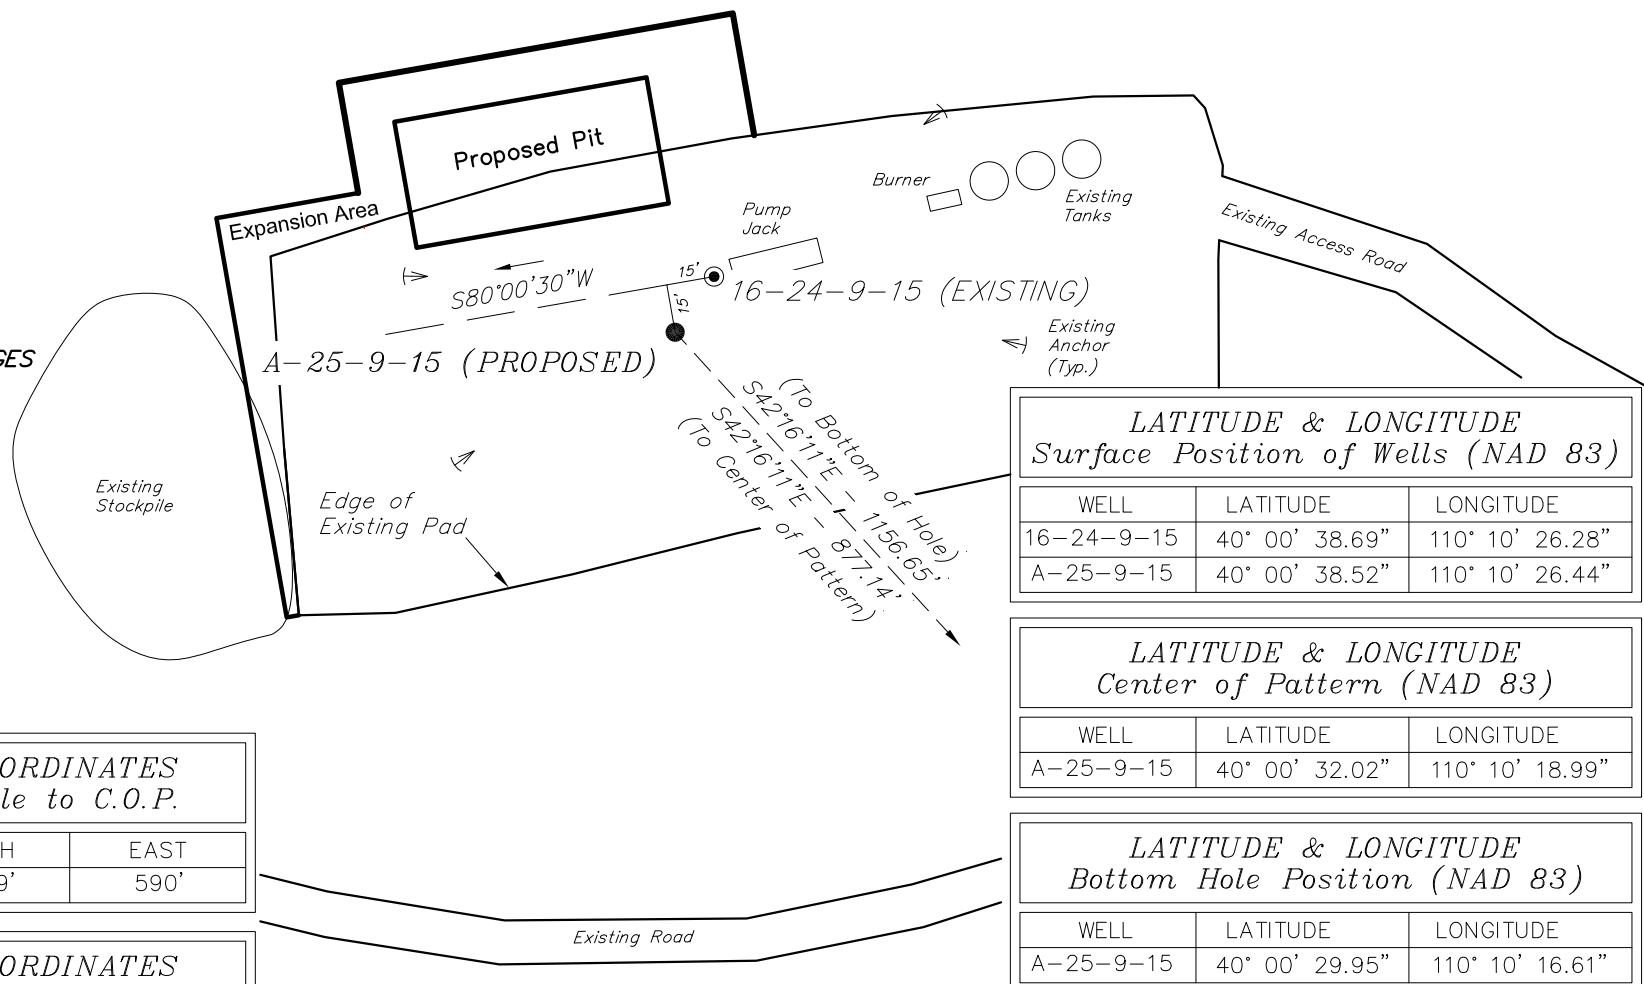 Proposed Pit
Expansion Area
Burner
Existing
Tanks
Pump
Jack
Existing Access Road
S80°00'30"W
15'
15'
16-24-9-15 (EXISTING)
A-25-9-15 (PROPOSED)
Existing
Anchor
(Typ.)
GES
Existing
Stockpile
Edge of
Existing Pad
(To Bottom of Hole)
S42°16'11"E - 1156.65'
S42°16'11"E - 877.14'
(To Center of Pattern)
LATITUDE & LONGITUDE
Surface Position of Wells (NAD 83)
WELL LATITUDE LONGITUDE
16-24-9-15 40° 00' 38.69" 110° 10' 26.28"
A-25-9-15 40° 00' 38.52" 110° 10' 26.44"
LATITUDE & LONGITUDE
Center of Pattern (NAD 83)
WELL LATITUDE LONGITUDE
A-25-9-15 40° 00' 32.02" 110° 10' 18.99"
LATITUDE & LONGITUDE
Bottom Hole Position (NAD 83)
WELL LATITUDE LONGITUDE
A-25-9-15 40° 00' 29.95" 110° 10' 16.61"
ORDINATES
le to C.O.P.
H EAST
9' 590'
ORDINATES
Existing Road